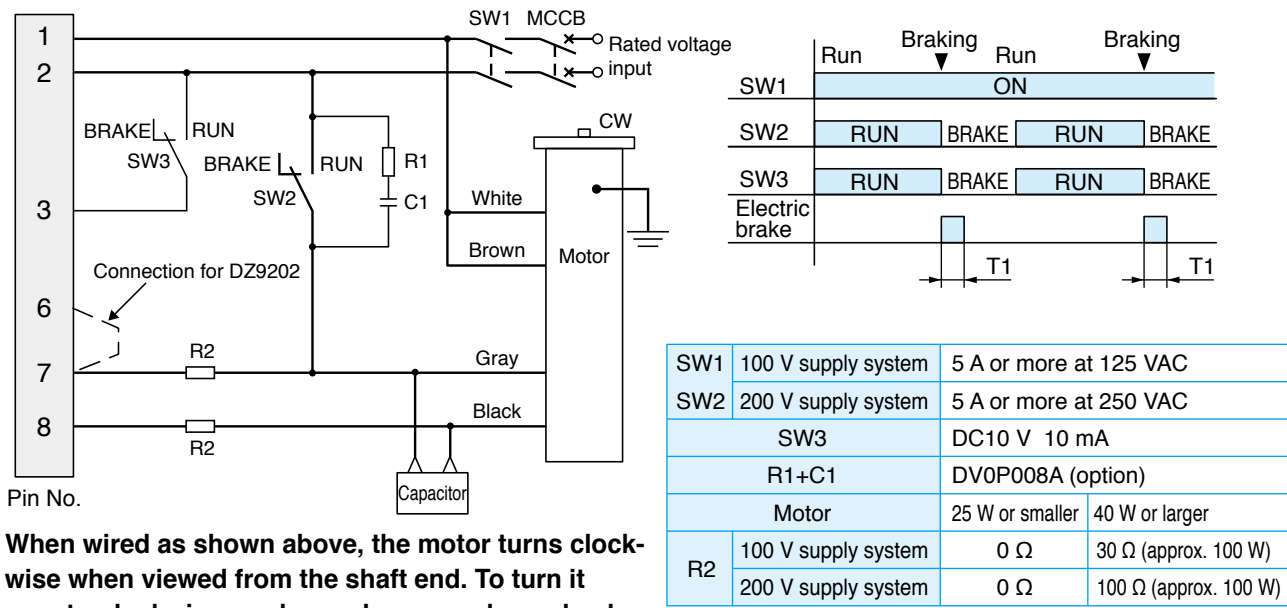 SW1 MCCB
1
Rated voltage
input
2
BRAKE RUN
SW3
BRAKE RUN
SW2
R1
C1
CW
3
White
Brown
Motor
Connection for DZ9202
6
7
R2
Gray
8
R2
Black
Capacitor
Pin No.
When wired as shown above, the motor turns clock-
wise when viewed from the shaft end. To turn it
Run Braking Run Braking
SW1 ON
SW2 RUN BRAKE RUN BRAKE
SW3 RUN BRAKE RUN BRAKE
Electric
brake
T1 T1
SW1 100 V supply system 5 A or more at 125 VAC
SW2 200 V supply system 5 A or more at 250 VAC
SW3 DC10 V 10 mA
R1+C1 DV0P008A (option)
Motor 25 W or smaller 40 W or larger
R2 100 V supply system 0 Ω 30 Ω (approx. 100 W)
200 V supply system 0 Ω 100 Ω (approx. 100 W)